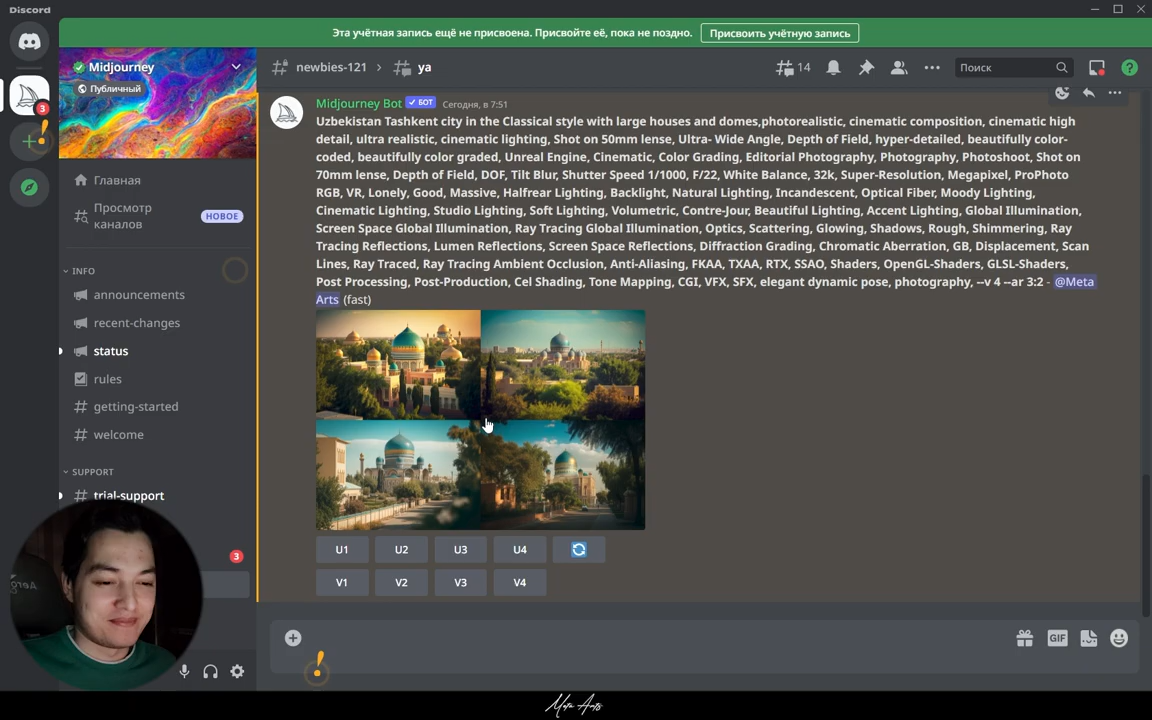 Discord
Эта учётная запись ещё не присвоена. Присвойте её, пока не поздно.
Присвоить учётную запись
Midjourney
Публичный
newbies-121
ya
14
Поиск
3
Главная
Просмотр
каналов
НОВОЕ
INFO
announcements
recent-changes
status
rules
getting-started
welcome
SUPPORT
trial-support
3
Midjourney Bot
БОТ
Сегодня, в 7:51
Uzbekistan Tashkent city in the Classical style with large houses and domes,photorealistic, cinematic composition, cinematic high
detail, ultra realistic, cinematic lighting, Shot on 50mm lense, Ultra- Wide Angle, Depth of Field, hyper-detailed, beautifully color-
coded, beautifully color graded, Unreal Engine, Cinematic, Color Grading, Editorial Photography, Photography, Photoshoot, Shot on
70mm lense, Depth of Field, DOF, Tilt Blur, Shutter Speed 1/1000, F/22, White Balance, 32k, Super-Resolution, Megapixel, ProPhoto
RGB, VR, Lonely, Good, Massive, Halfrear Lighting, Backlight, Natural Lighting, Incandescent, Optical Fiber, Moody Lighting,
Cinematic Lighting, Studio Lighting, Soft Lighting, Volumetric, Contre-Jour, Beautiful Lighting, Accent Lighting, Global Illumination,
Screen Space Global Illumination, Ray Tracing Global Illumination, Optics, Scattering, Glowing, Shadows, Rough, Shimmering, Ray
Tracing Reflections, Lumen Reflections, Screen Space Reflections, Diffraction Grading, Chromatic Aberration, GB, Displacement, Scan
Lines, Ray Traced, Ray Tracing Ambient Occlusion, Anti-Aliasing, FKAA, TXAA, RTX, SSAO, Shaders, OpenGL-Shaders, GLSL-Shaders,
Post Processing, Post-Production, Cel Shading, Tone Mapping, CGI, VFX, SFX, elegant dynamic pose, photography, --v 4 --ar 3:2 - @Meta
Arts (fast)
U1
U2
U3
U4
V1
V2
V3
V4
GIF
Meta Arts